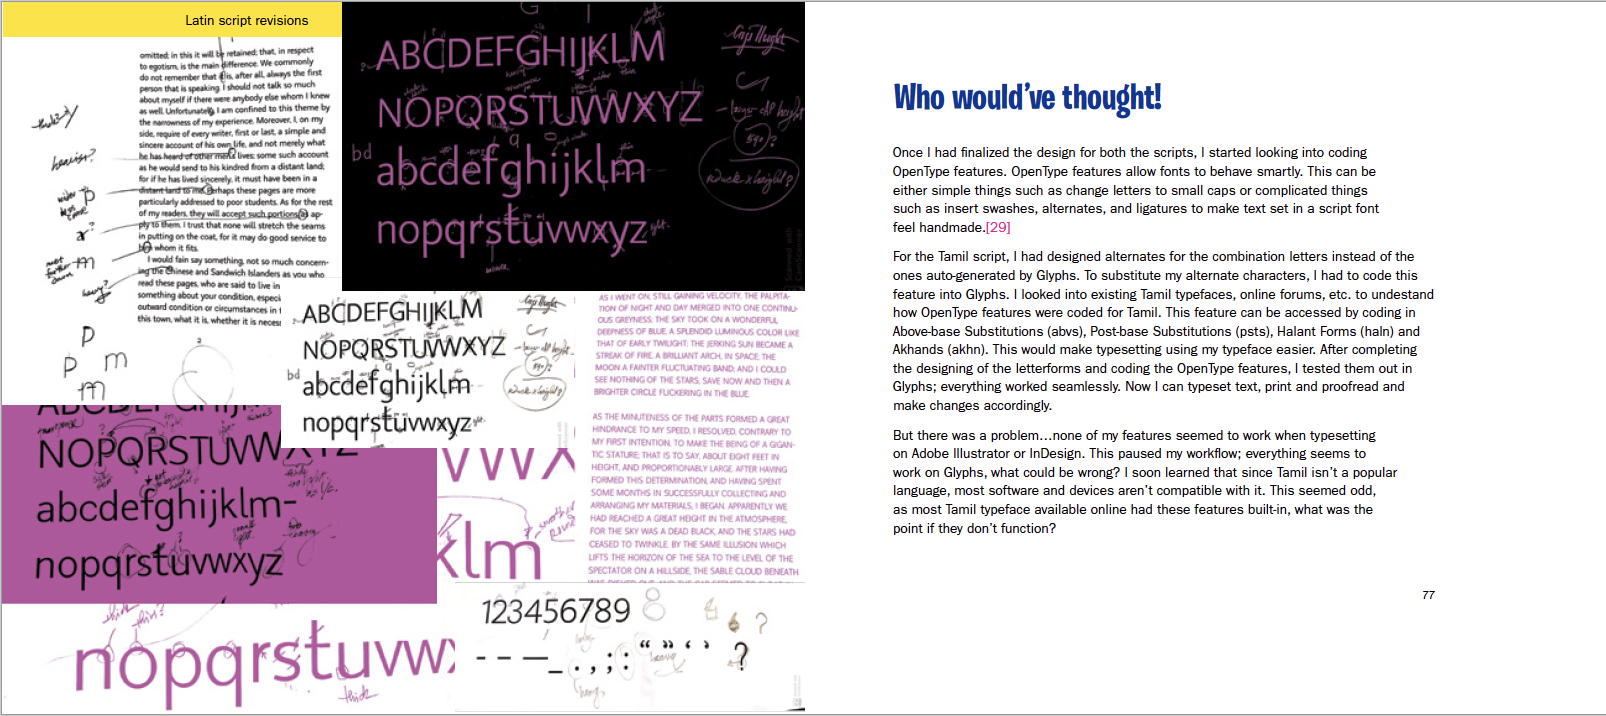 Latin script revisions
omitted; in this it will be retained; that, in respect
to egotism, is the main difference. We commonly
do not remember that it is, after all, always the first
person that is speaking. I should not talk so much
about myself if there were anybody else whom I knew
as well. Unfortunately, I am confined to this theme by
the narrowness of my experience. Moreover, I, on my
side, require of every writer, first or last, a simple and
sincere account of his own life, and not merely what
he has heard of other men's lives; some such account
as he would send to his kindred from a distant land;
for if he has lived sincerely, it must have been in a
distant land to me. Perhaps these pages are more
particularly addressed to poor students. As for the rest
of my readers, they will accept such portions as ap-
ply to them. I trust that none will stretch the seams
in putting on the coat, for it may do good service to
him whom it fits.
I would fain say something, not so much concern-
ing the Chinese and Sandwich Islanders as you who
read these pages, who are said to live in
something about your condition, especi
outward condition or circumstances in t
this town, what it is, whether it is neces
heavier?
p
m
heavy?
p
p m
m
ABCDEFGHIJKLM
NOPQRSTUVWXYZ
bd
abcdefghijklm
nopqrstuvwxyz
Cap Height
x height?
ABCDEFGHIJKLM
NOPQRSTUVWXYZ
bd
abcdefghijklm
nopqrstuvwxyz
Cap Height
x height?
AS I WENT ON, STILL GAINING VELOCITY, THE PALPITA-
TION OF NIGHT AND DAY MERGED INTO ONE CONTINU-
OUS GREYNESS; THE SKY TOOK ON A WONDERFUL
DEEPNESS OF BLUE, A SPLENDID LUMINOUS COLOR LIKE
THAT OF EARLY TWILIGHT; THE JERKING SUN BECAME A
STREAK OF FIRE, A BRILLIANT ARCH, IN SPACE; THE
MOON A FAINTER FLUCTUATING BAND; AND I COULD
SEE NOTHING OF THE STARS, SAVE NOW AND THEN A
BRIGHTER CIRCLE FLICKERING IN THE BLUE.
AS THE MINUTENESS OF THE PARTS FORMED A GREAT
HINDRANCE TO MY SPEED, I RESOLVED, CONTRARY TO
MY FIRST INTENTION, TO MAKE THE BEING OF A GIGAN-
TIC STATURE; THAT IS TO SAY, ABOUT EIGHT FEET IN
HEIGHT, AND PROPORTIONABLY LARGE. AFTER HAVING
FORMED THIS DETERMINATION, AND HAVING SPENT
SOME MONTHS IN SUCCESSFULLY COLLECTING AND
ARRANGING MY MATERIALS, I BEGAN. APPARENTLY WE
HAD REACHED A GREAT HEIGHT IN THE ATMOSPHERE,
FOR THE SKY WAS A DEAD BLACK, AND THE STARS HAD
CEASED TO TWINKLE. BY THE SAME ILLUSION WHICH
LIFTS THE HORIZON OF THE SEA TO THE LEVEL OF THE
SPECTATOR ON A HILLSIDE, THE SABLE CLOUD BENEATH
ABCDEFGHIJ
NOPQRSTUVW
abcdefghijklm-
nopqrstuvwxyz
klm
thick
thin?
nopqrstuvw
thick
123456789 8
- – — _ . , ; : “ ” ‘ ’ ?
heavy
Who would've thought!
Once I had finalized the design for both the scripts, I started looking into coding
OpenType features. OpenType features allow fonts to behave smartly. This can be
either simple things such as change letters to small caps or complicated things
such as insert swashes, alternates, and ligatures to make text set in a script font
feel handmade.[29]
For the Tamil script, I had designed alternates for the combination letters instead of the
ones auto-generated by Glyphs. To substitute my alternate characters, I had to code this
feature into Glyphs. I looked into existing Tamil typefaces, online forums, etc. to undestand
how OpenType features were coded for Tamil. This feature can be accessed by coding in
Above-base Substitutions (abvs), Post-base Substitutions (psts), Halant Forms (haln) and
Akhands (akhn). This would make typesetting using my typeface easier. After completing
the designing of the letterforms and coding the OpenType features, I tested them out in
Glyphs; everything worked seamlessly. Now I can typeset text, print and proofread and
make changes accordingly.
But there was a problem...none of my features seemed to work when typesetting
on Adobe Illustrator or InDesign. This paused my workflow; everything seems to
work on Glyphs, what could be wrong? I soon learned that since Tamil isn't a popular
language, most software and devices aren't compatible with it. This seemed odd,
as most Tamil typeface available online had these features built-in, what was the
point if they don't function?
77